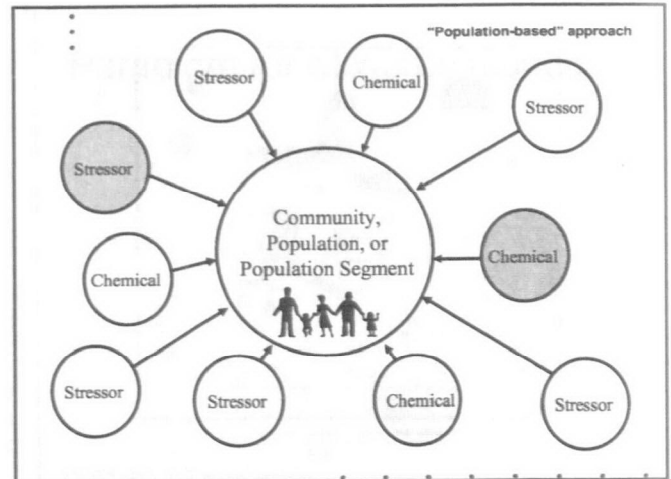 "Population-based" approach
Stressor
Chemical
Stressor
Stressor
Community,
Population, or
Population Segment
Chemical
Chemical
Stressor
Stressor
Chemical
Stressor